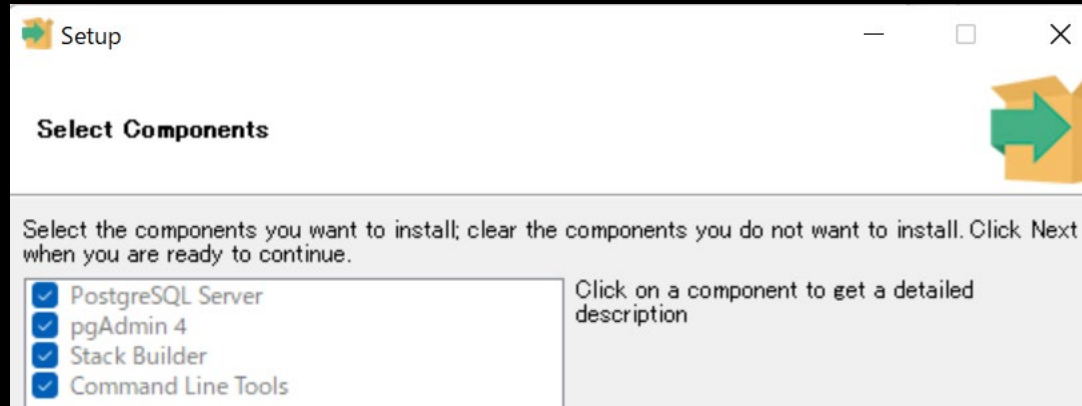 Setup
Select Components
Select the components you want to install; clear the components you do not want to install. Click Next
when you are ready to continue.
PostgreSQL Server
pgAdmin 4
Stack Builder
Command Line Tools
Click on a component to get a detailed
description